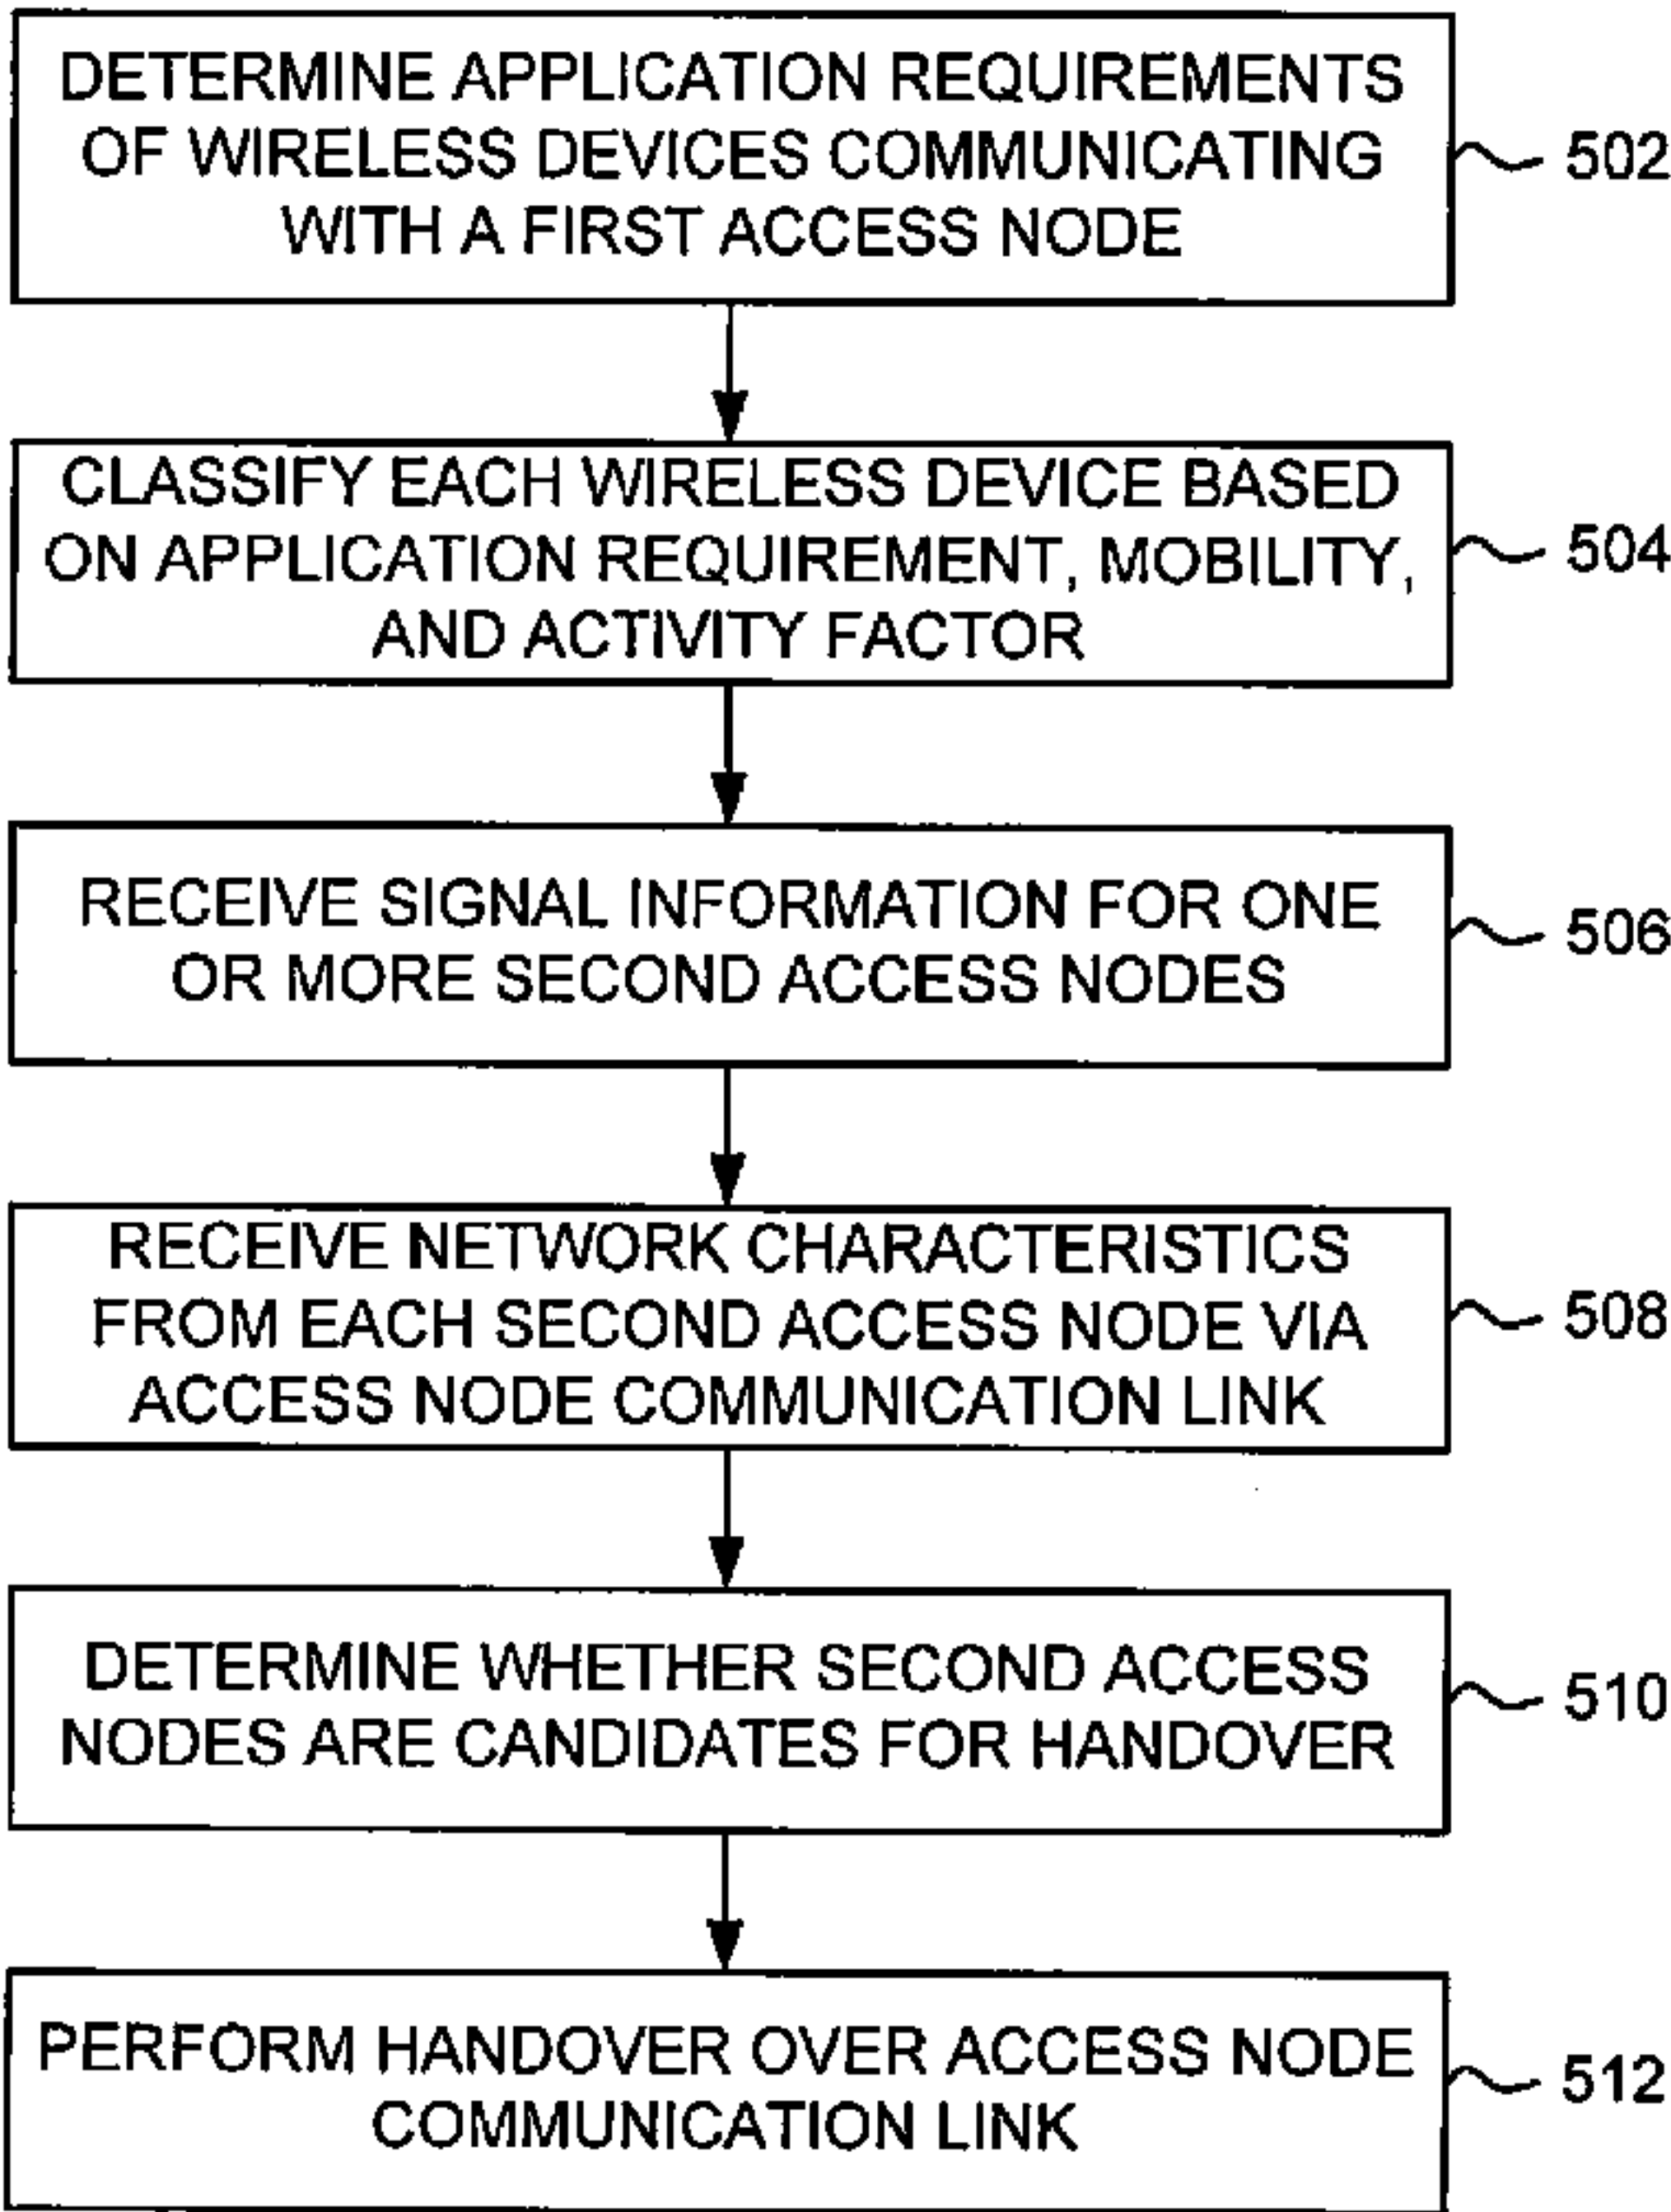 DETERMINE APPLICATION REQUIREMENTS
OF WIRELESS DEVICES COMMUNICATING
WITH A FIRST ACCESS NODE
502
CLASSIFY EACH WIRELESS DEVICE BASED
ON APPLICATION REQUIREMENT, MOBILITY,
AND ACTIVITY FACTOR
504
RECEIVE SIGNAL INFORMATION FOR ONE
OR MORE SECOND ACCESS NODES
506
RECEIVE NETWORK CHARACTERISTICS
FROM EACH SECOND ACCESS NODE VIA
ACCESS NODE COMMUNICATION LINK
508
DETERMINE WHETHER SECOND ACCESS
NODES ARE CANDIDATES FOR HANDOVER
510
PERFORM HANDOVER OVER ACCESS NODE
COMMUNICATION LINK
512